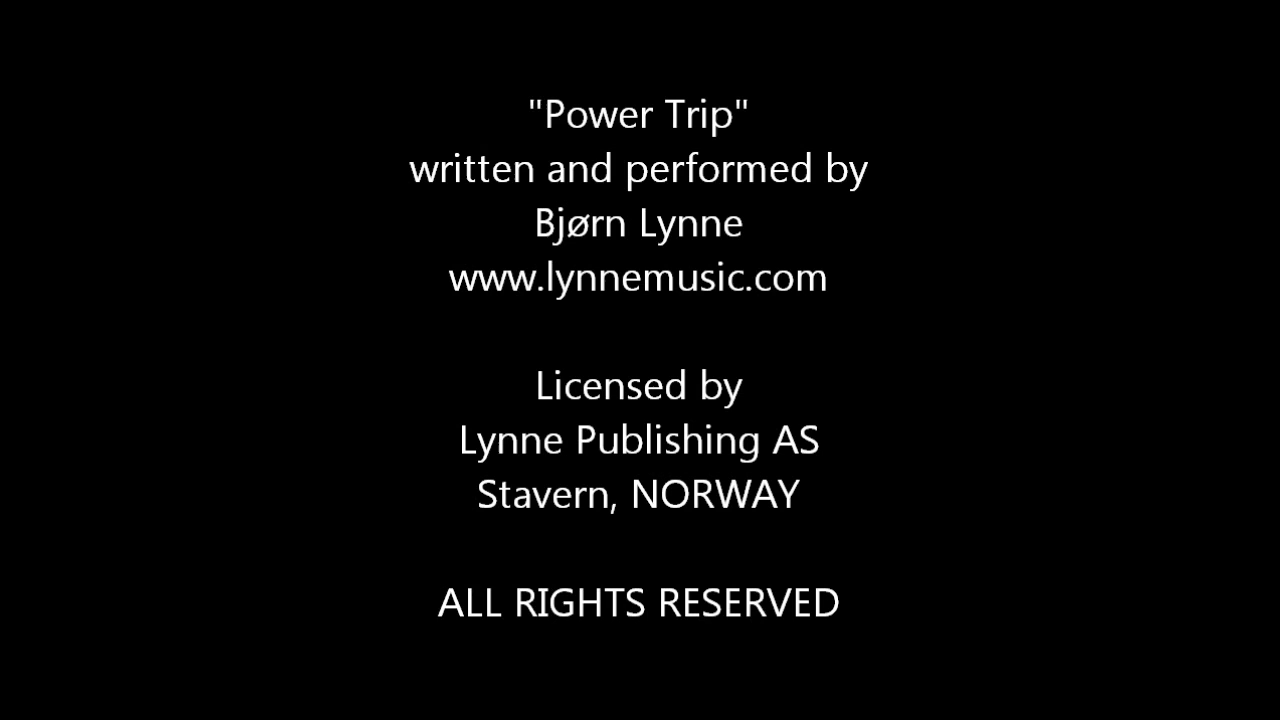 "Power Trip"
written and performed by
Bjørn Lynne
www.lynnemusic.com
Licensed by
Lynne Publishing AS
Stavern, NORWAY
ALL RIGHTS RESERVED